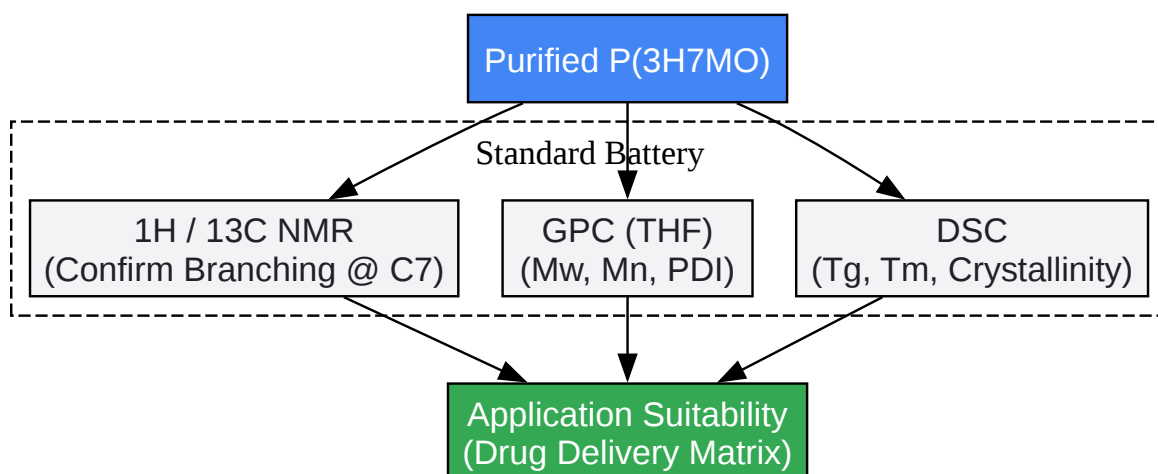 Purified P(3H7MO)
Standard Battery
1H / 13C NMR
(Confirm Branching @ C7)
GPC (THF)
(Mw, Mn, PDI)
DSC
(Tg, Tm, Crystallinity)
Application Suitability
(Drug Delivery Matrix)